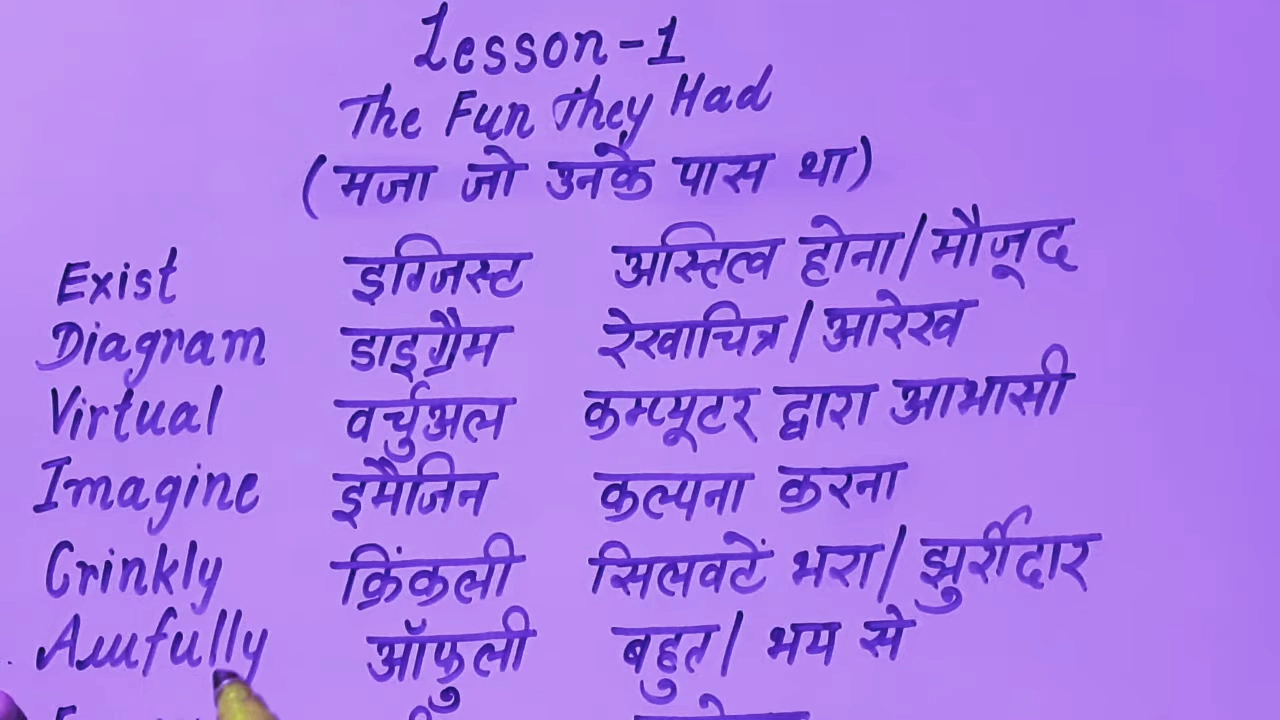 Lesson-1
The Fun They Had
(मजा जो उनके पास था)
Exist इग्जिस्ट अस्तित्व होना/मौजूद
Diagram डाइग्रैम रेखाचित्र/आरेख
Virtual वर्चुअल कम्प्यूटर द्वारा आभासी
Imagine इमैजिन कल्पना करना
Crinkly क्रिंकली सिलवटें भरा/झुर्रीदार
Awfully ऑफुली बहुत/भय से